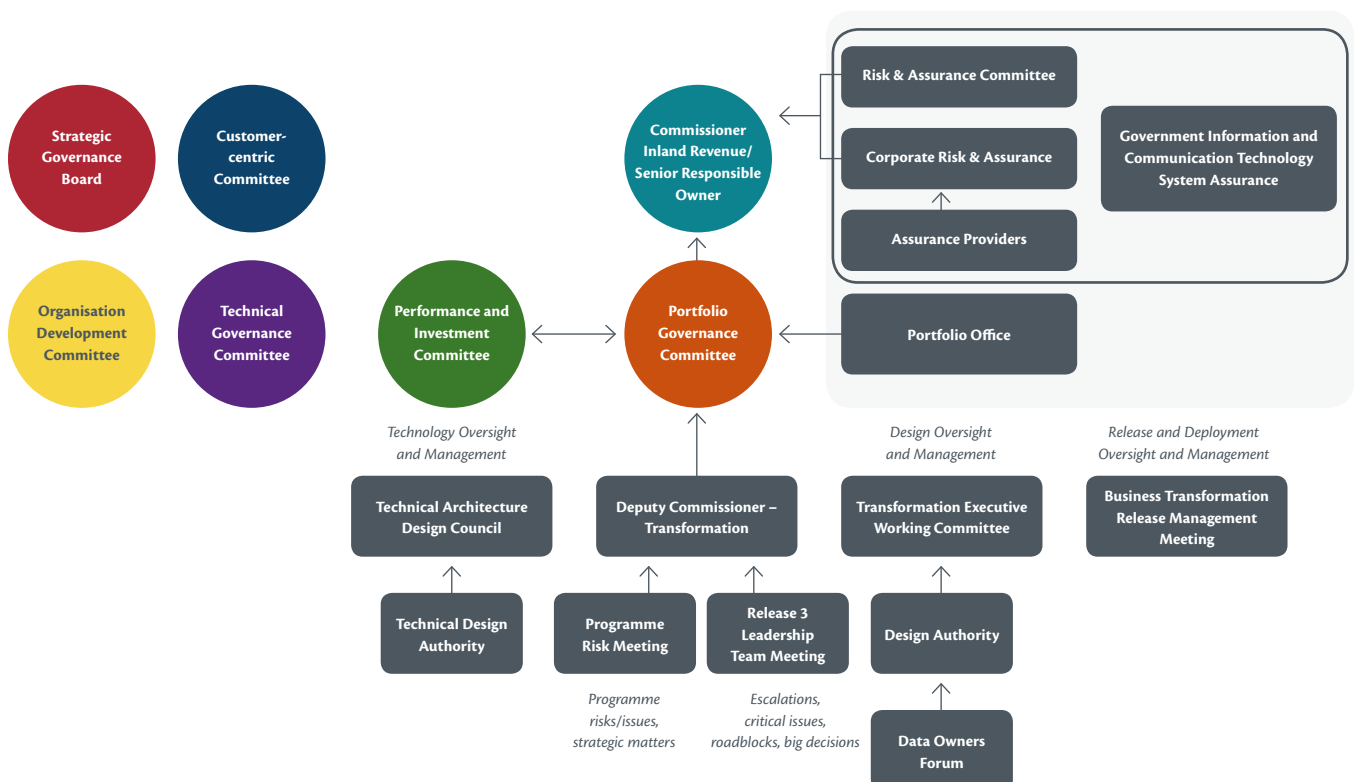 Strategic
Governance
Board
Customer-
centric
Committee
Commissioner
Inland Revenue/
Senior Responsible
Owner
Risk & Assurance Committee
Corporate Risk & Assurance
Assurance Providers
Government Information and
Communication Technology
System Assurance
Organisation
Development
Committee
Technical
Governance
Committee
Performance and
Investment
Committee
Portfolio
Governance
Committee
Portfolio Office
Technology Oversight
and Management
Design Oversight
and Management
Release and Deployment
Oversight and Management
Technical Architecture
Design Council
Deputy Commissioner –
Transformation
Transformation Executive
Working Committee
Business Transformation
Release Management
Meeting
Technical Design
Authority
Programme
Risk Meeting
Release 3
Leadership
Team Meeting
Design Authority
Programme
risks/issues,
strategic matters
Escalations,
critical issues,
roadblocks, big decisions
Data Owners
Forum